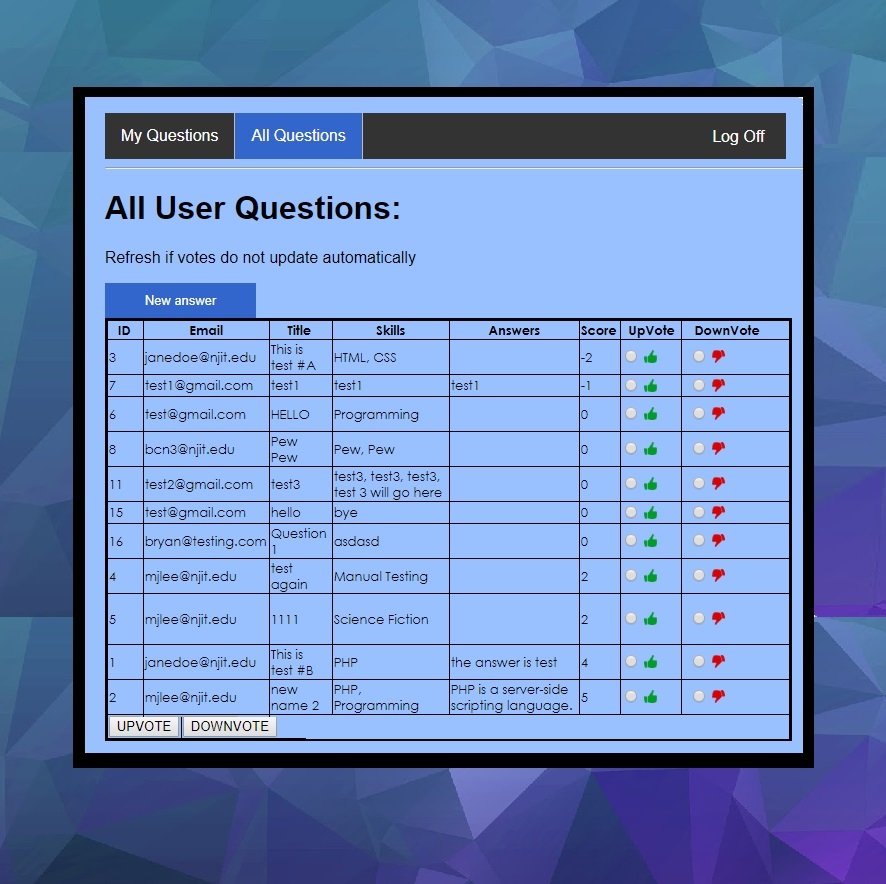 My Questions All Questions Log Off
All User Questions:
Refresh if votes do not update automatically
New answer
ID Email Title Skills Answers Score UpVote DownVote
3 janedoe@njit.edu This is test #A HTML, CSS -2
7 test1@gmail.com test1 test1 test1 -1
6 test@gmail.com HELLO Programming 0
8 bcn3@njit.edu Pew Pew Pew, Pew 0
11 test2@gmail.com test3 test3, test3, test3, test 3 will go here 0
15 test@gmail.com hello bye 0
16 bryan@testing.com Question 1 asdasd 0
4 mjlee@njit.edu test again Manual Testing 2
5 mjlee@njit.edu 1111 Science Fiction 2
1 janedoe@njit.edu This is test #B PHP the answer is test 4
2 mjlee@njit.edu new name 2 PHP, Programming PHP is a server-side scripting language. 5
UPVOTE DOWNVOTE